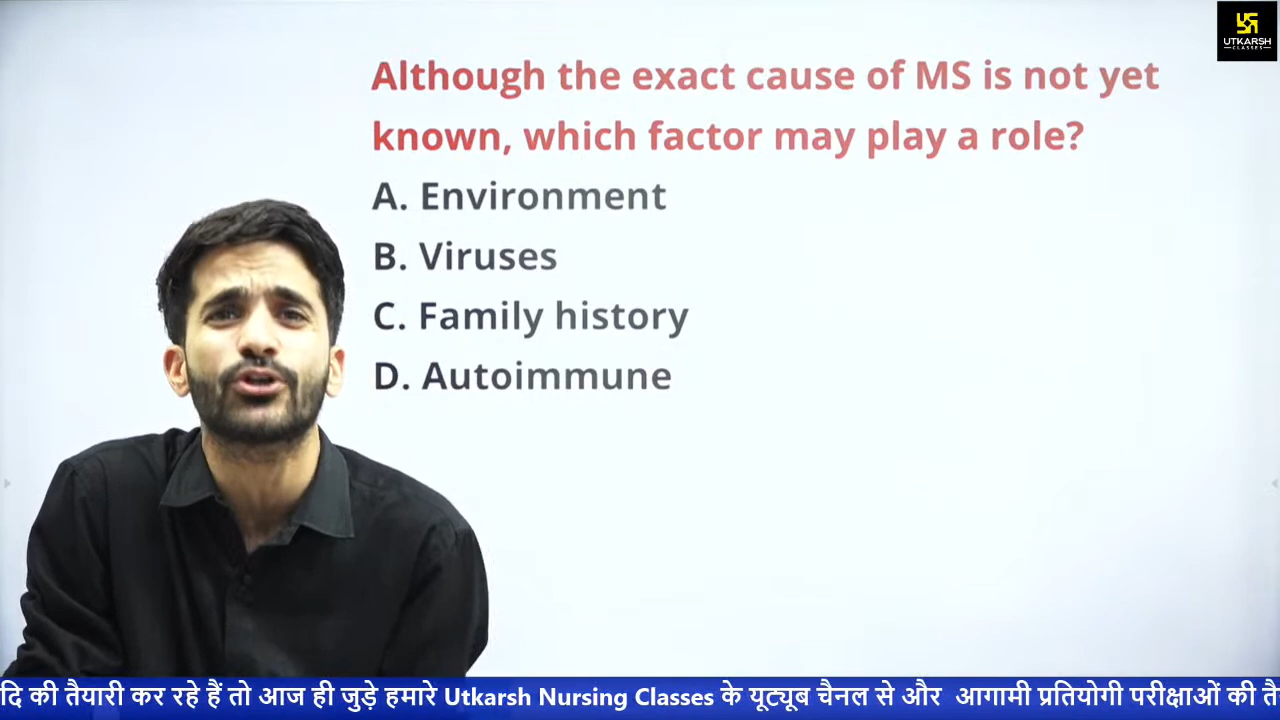 UTKARSH
CLASSES
Although the exact cause of MS is not yet
known, which factor may play a role?
A. Environment
B. Viruses
C. Family history
D. Autoimmune
दि की तैयारी कर रहे हैं तो आज ही जुड़े हमारे Utkarsh Nursing Classes के यूट्यूब चैनल से और आगामी प्रतियोगी परीक्षाओं की तै